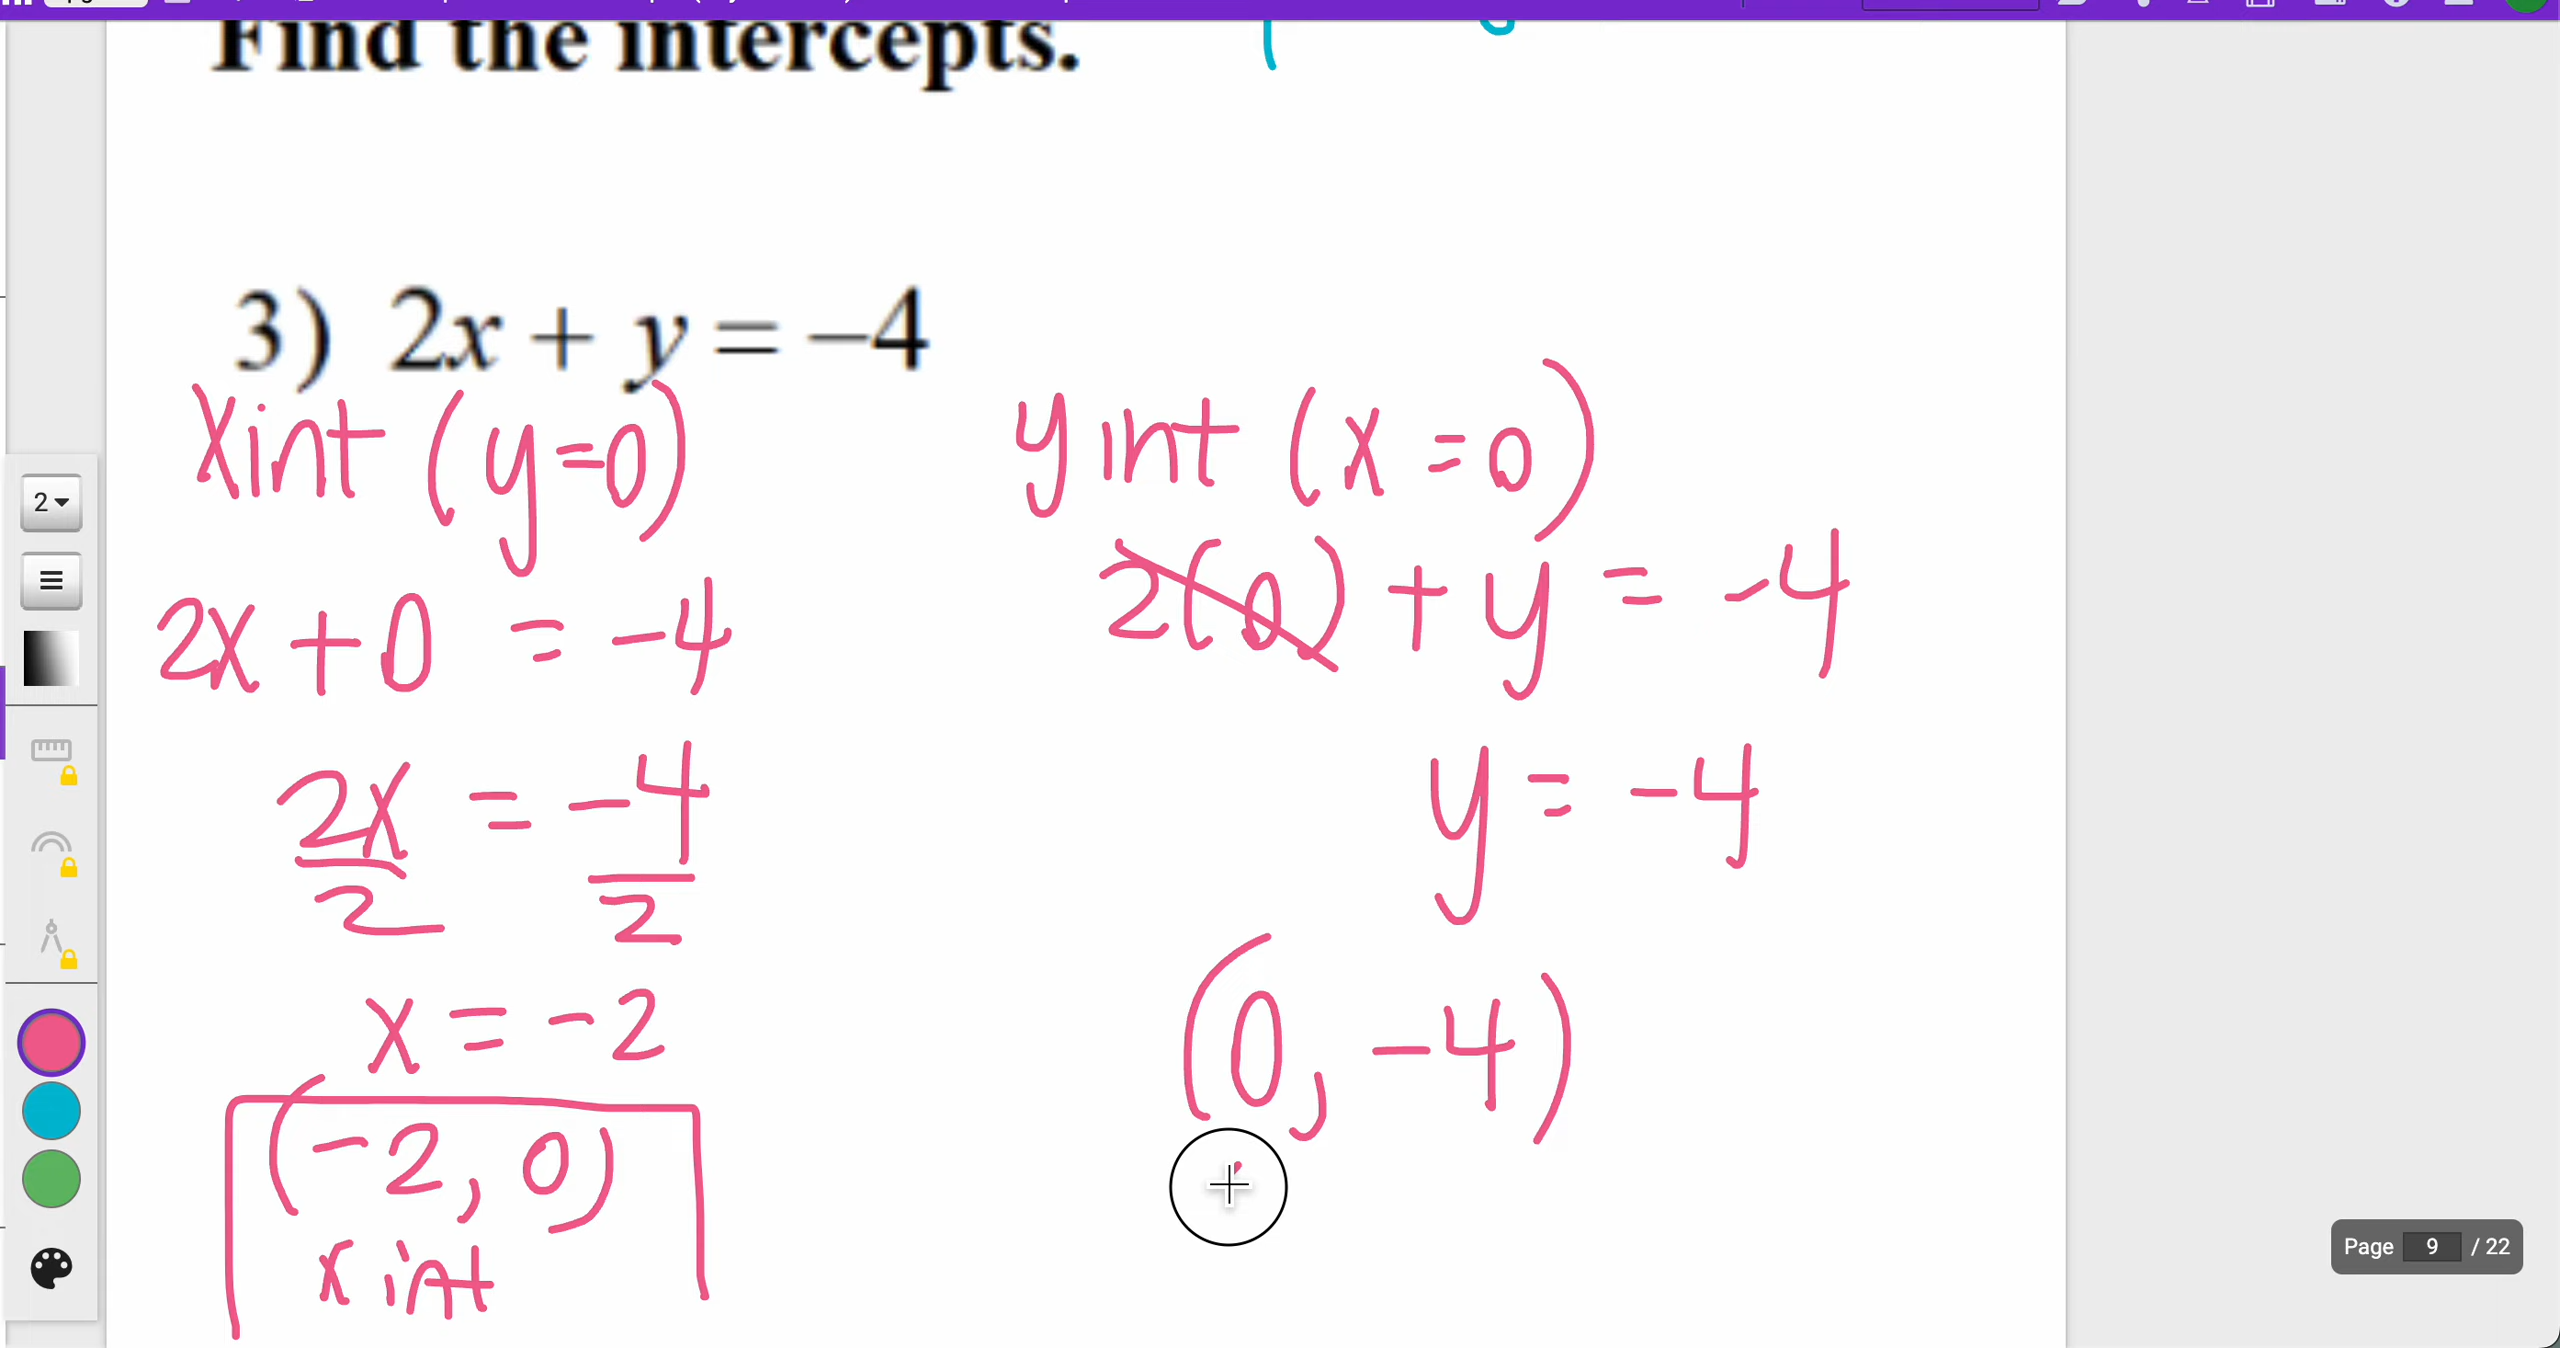 Find the intercepts.
3) 2x + y = −4
Xint (y=0)
2X + 0 = -4
2X = -4
2 2
x = -2
(-2, 0)
x int
y int (x = 0)
2(0) + y = -4
y = -4
(0, -4)
2
Page 9 / 22